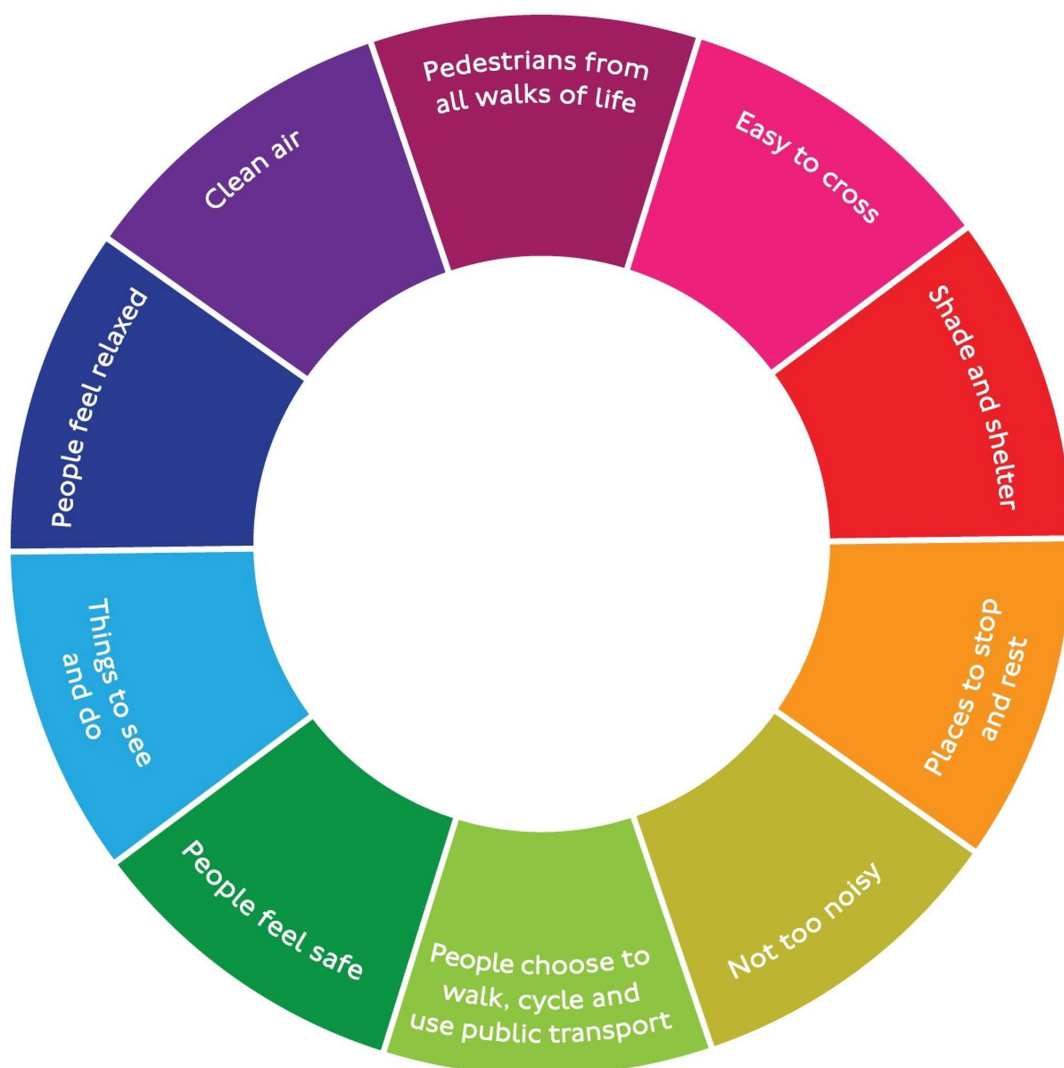 Pedestrians from
all walks of life
Easy to cross
Shade and shelter
Places to stop
and rest
Not too noisy
People choose to
walk, cycle and
use public transport
People feel safe
Things to see
and do
People feel relaxed
Clean air